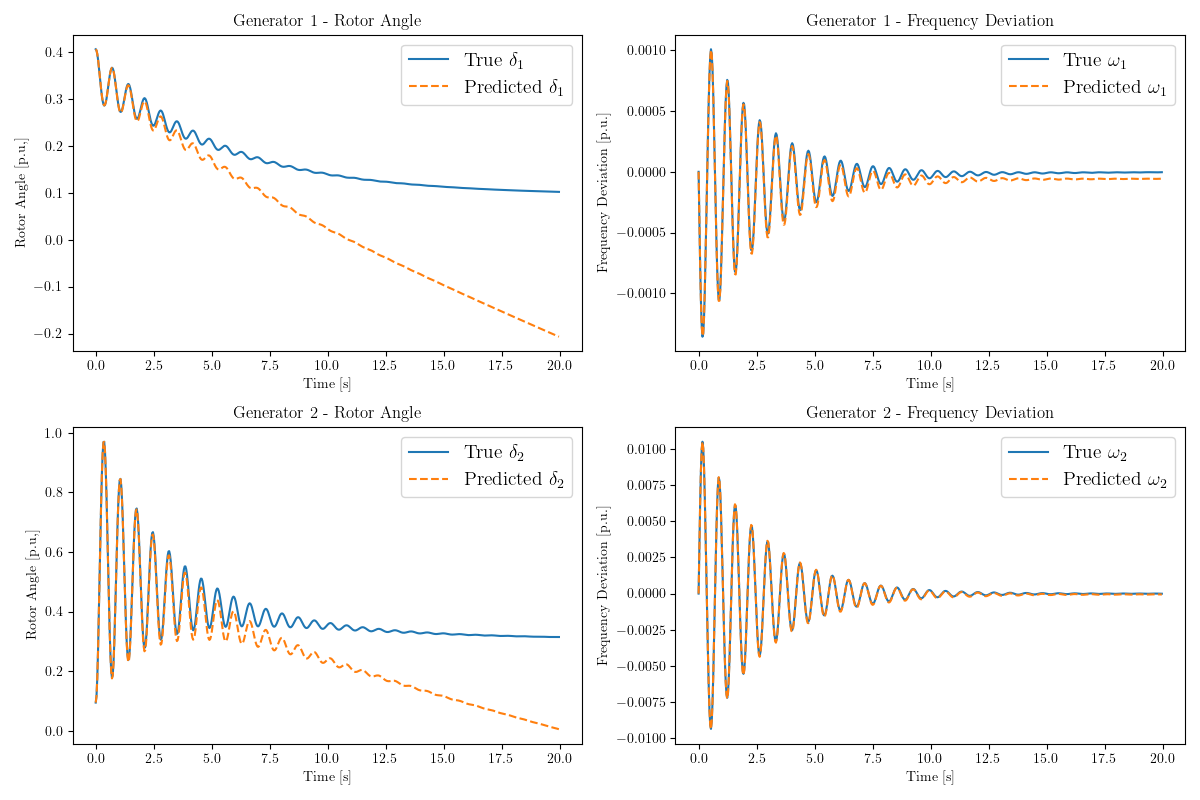 Generator 1 - Rotor Angle
True δ₁
Predicted δ₁
0.4
0.3
0.2
0.1
0.0
−0.1
−0.2
Rotor Angle [p.u,]
0.0 2.5 5.0 7.5 10.0 12.5 15.0 17.5 20.0
Time [s]
Generator 1 - Frequency Deviation
True ω₁
Predicted ω₁
0.0010
0.0005
0.0000
−0.0005
−0.0010
Frequency Deviation [p.u.]
0.0 2.5 5.0 7.5 10.0 12.5 15.0 17.5 20.0
Time [s]
Generator 2 - Rotor Angle
True δ₂
Predicted δ₂
1.0
0.8
0.6
0.4
0.2
0.0
Rotor Angle [p.u,]
0.0 2.5 5.0 7.5 10.0 12.5 15.0 17.5 20.0
Time [s]
Generator 2 - Frequency Deviation
True ω₂
Predicted ω₂
0.0100
0.0075
0.0050
0.0025
0.0000
−0.0025
−0.0050
−0.0075
−0.0100
Frequency Deviation [p.u.]
0.0 2.5 5.0 7.5 10.0 12.5 15.0 17.5 20.0
Time [s]